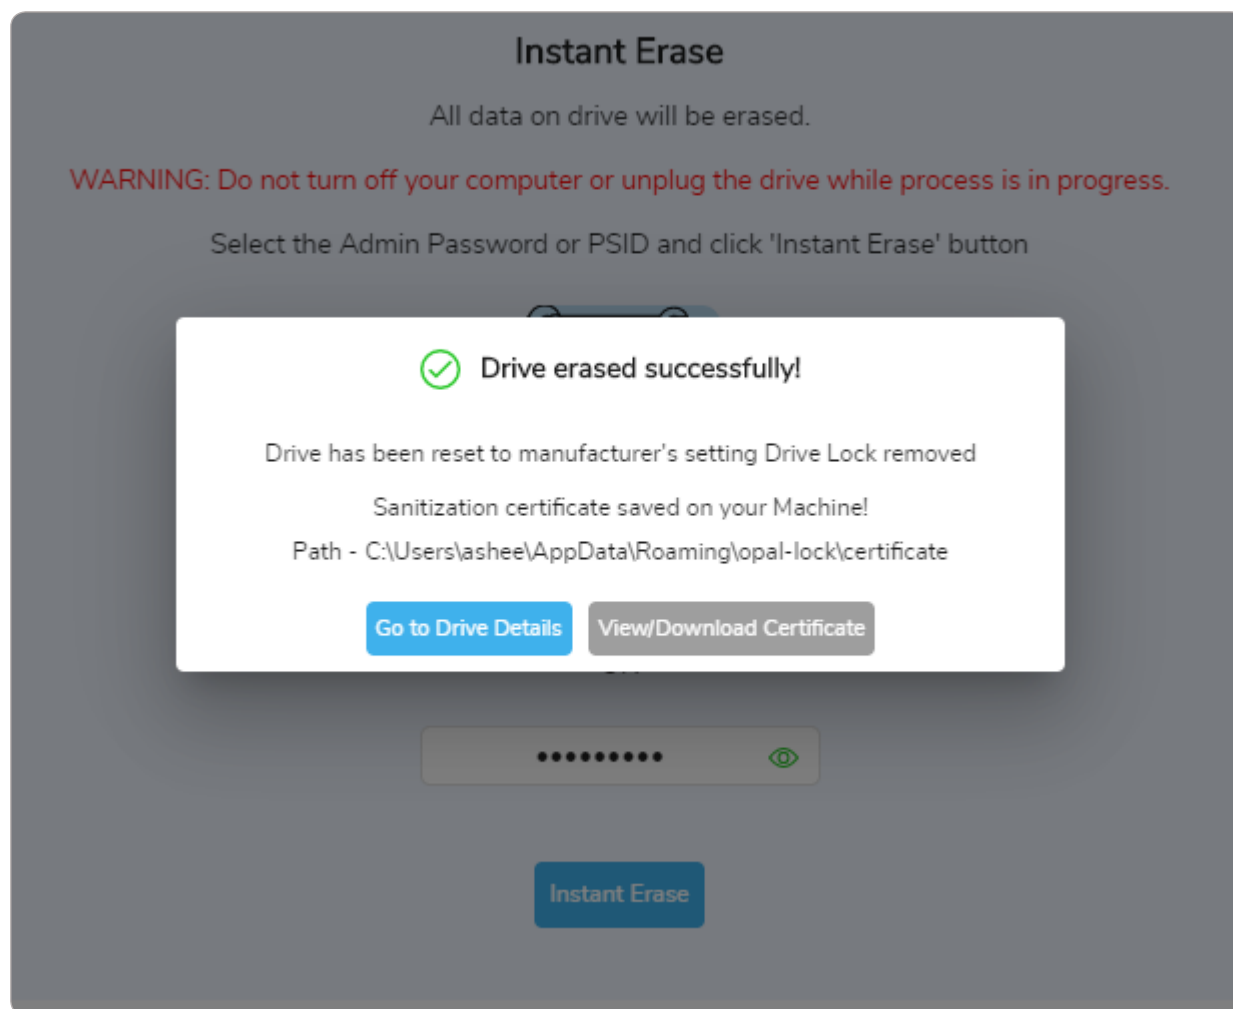 Instant Erase
All data on drive will be erased.
WARNING: Do not turn off your computer or unplug the drive while process is in progress.
Select the Admin Password or PSID and click 'Instant Erase' button
Drive erased successfully!
Drive has been reset to manufacturer's setting Drive Lock removed
Sanitization certificate saved on your Machine!
Path - C:\Users\ashee\AppData\Roaming\opal-lock\certificate
Go to Drive Details
View/Download Certificate
•••••••••
Instant Erase